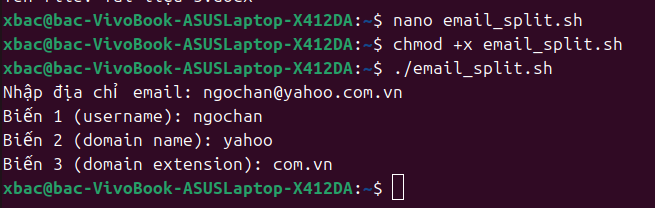 xbac@bac-VivoBook-ASUSLaptop-X412DA:~$ nano email_split.sh
xbac@bac-VivoBook-ASUSLaptop-X412DA:~$ chmod +x email_split.sh
xbac@bac-VivoBook-ASUSLaptop-X412DA:~$ ./email_split.sh
Nhập địa chỉ email: ngochan@yahoo.com.vn
Biến 1 (username): ngochan
Biến 2 (domain name): yahoo
Biến 3 (domain extension): com.vn
xbac@bac-VivoBook-ASUSLaptop-X412DA:~$